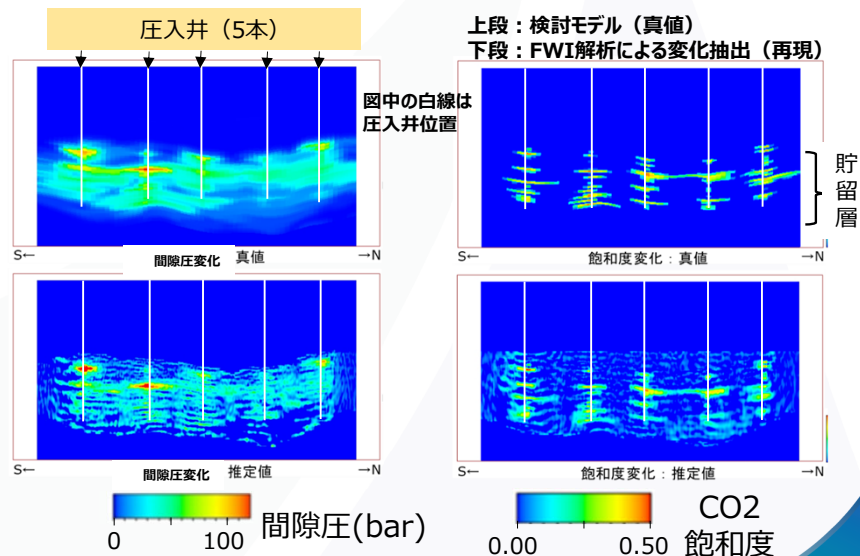 圧入井（5本）
上段：検討モデル（真値）
下段：FWI解析による変化抽出（再現）
図中の白線は
圧入井位置
貯
留
層
S←
間隙圧変化 真値
→N
S←
飽和度変化：真値
→N
S←
間隙圧変化 推定値
→N
S←
飽和度変化：推定値
→N
0
100
間隙圧(bar)
0.00
0.50
CO2
飽和度